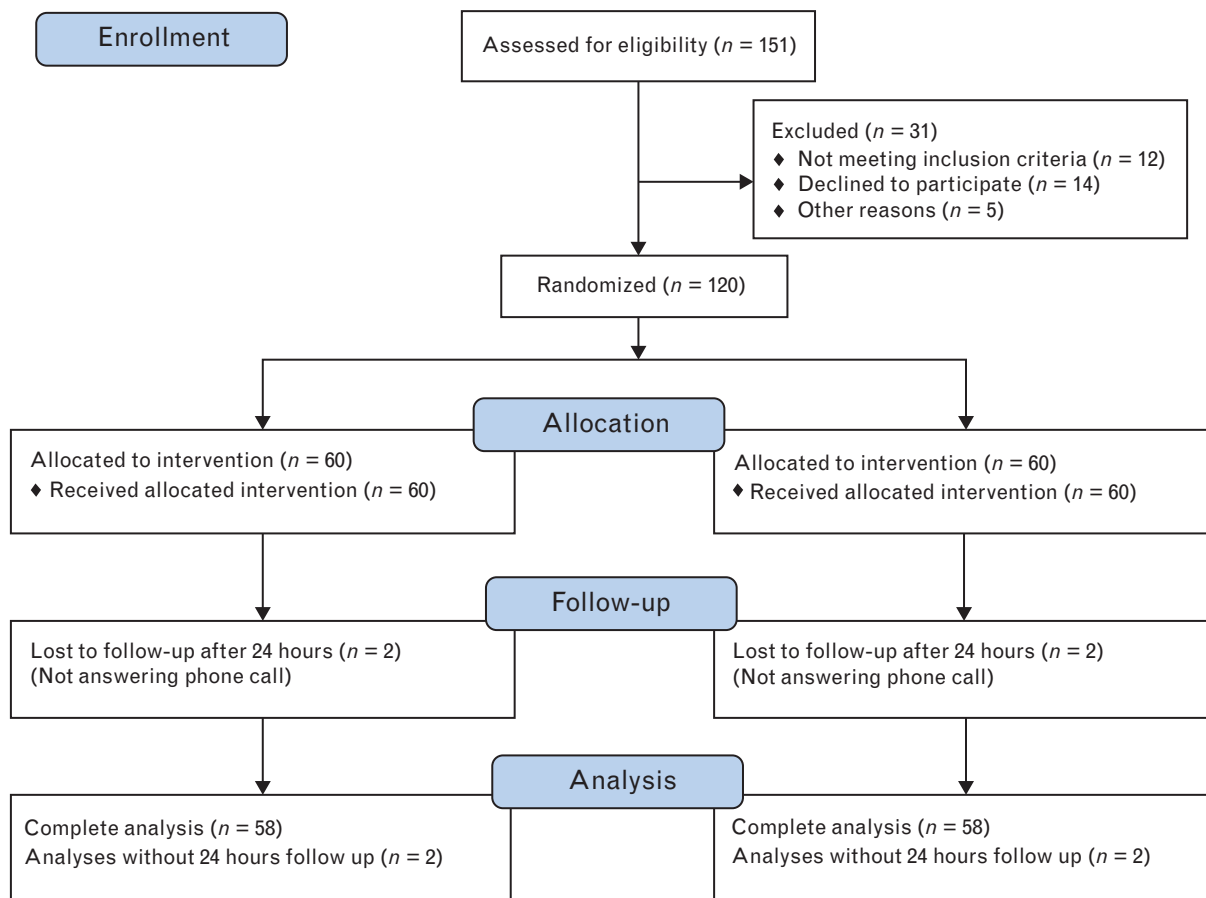 Enrollment
Assessed for eligibility (n = 151)
Excluded (n = 31)
♦ Not meeting inclusion criteria (n = 12)
♦ Declined to participate (n = 14)
♦ Other reasons (n = 5)
Randomized (n = 120)
Allocation
Allocated to intervention (n = 60)
♦ Received allocated intervention (n = 60)
Allocated to intervention (n = 60)
♦ Received allocated intervention (n = 60)
Follow-up
Lost to follow-up after 24 hours (n = 2)
(Not answering phone call)
Lost to follow-up after 24 hours (n = 2)
(Not answering phone call)
Analysis
Complete analysis (n = 58)
Analyses without 24 hours follow up (n = 2)
Complete analysis (n = 58)
Analyses without 24 hours follow up (n = 2)